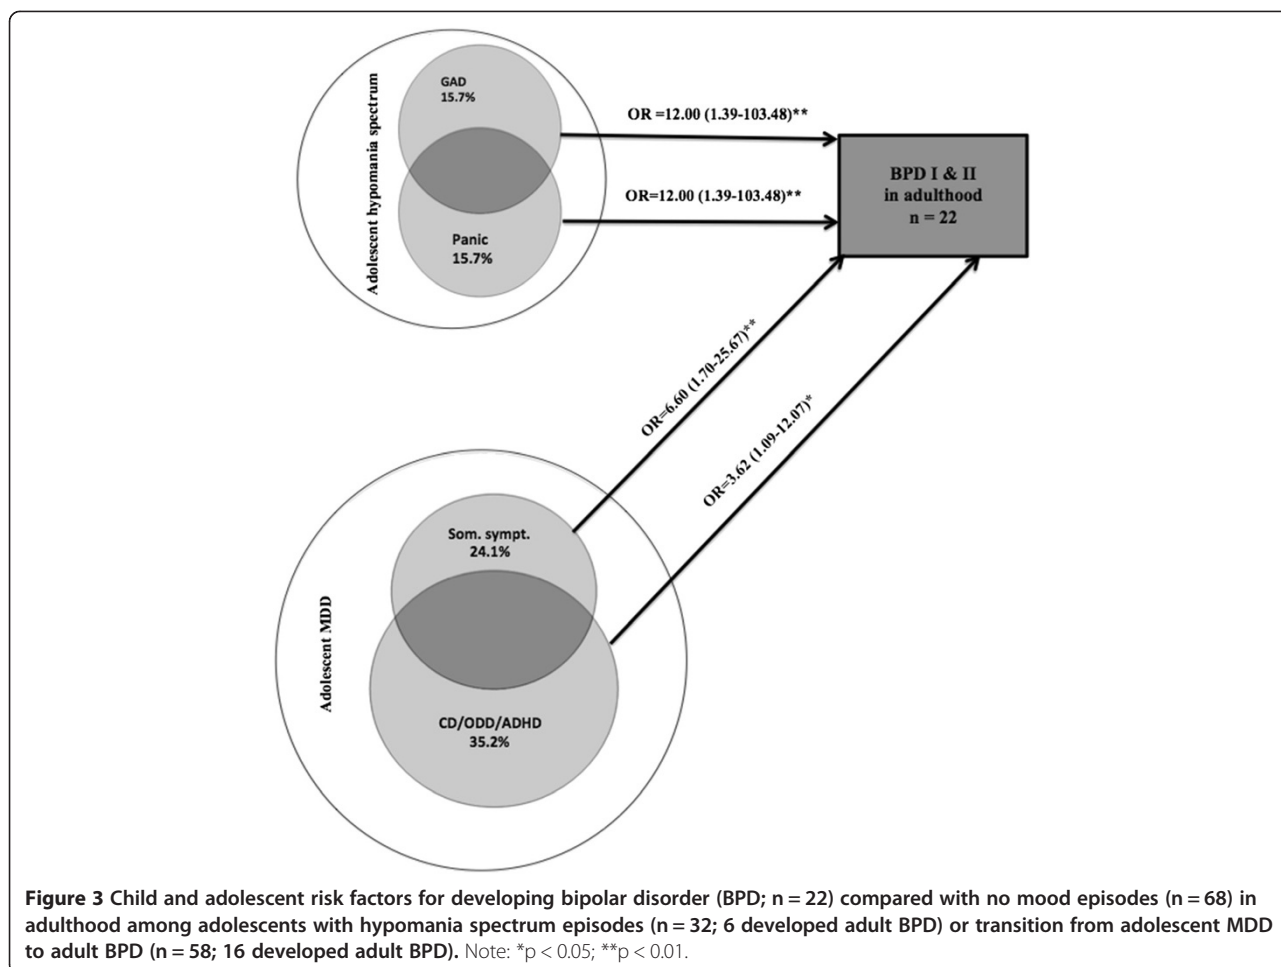 Adolescent hypomania spectrum
GAD
15.7%
Panic
15.7%
OR =12.00 (1.39-103.48)**
OR=12.00 (1.39-103.48)**
BPD I & II
in adulthood
n = 22
OR=6.60 (1.70-25.67)**
OR=3.62 (1.09-12.07)*
Adolescent MDD
Som. sympt.
24.1%
CD/ODD/ADHD
35.2%
Figure 3 Child and adolescent risk factors for developing bipolar disorder (BPD; n = 22) compared with no mood episodes (n = 68) in
adulthood among adolescents with hypomania spectrum episodes (n = 32; 6 developed adult BPD) or transition from adolescent MDD
to adult BPD (n = 58; 16 developed adult BPD). Note: *p < 0.05; **p < 0.01.